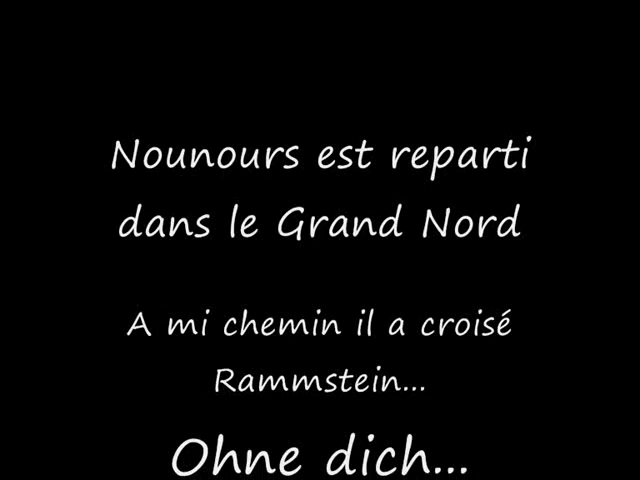 Nounours est reparti
dans le Grand Nord
A mi chemin il a croisé
Rammstein...
Ohne dich...